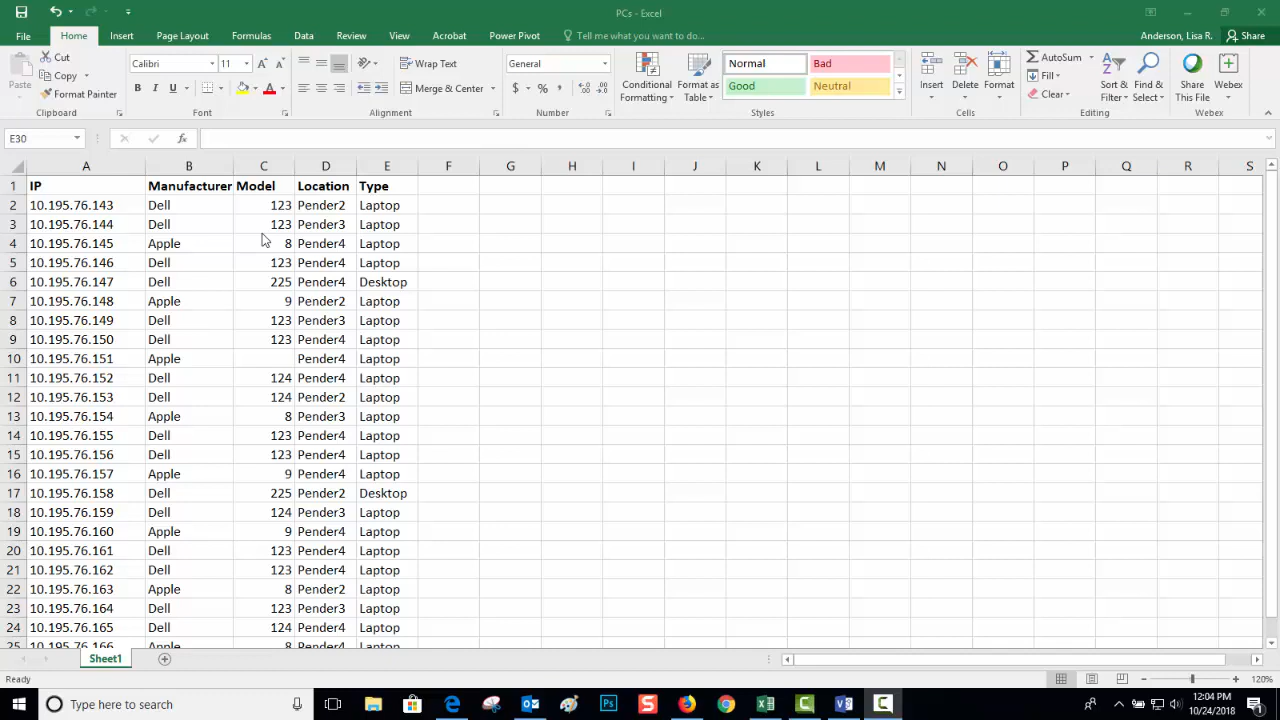 PCs - Excel
Anderson, Lisa R.
Share
File Home Insert Page Layout Formulas Data Review View Acrobat Power Pivot Tell me what you want to do...
Paste
Cut
Copy
Format Painter
Clipboard
Calibri 11
B I U
Font
Wrap Text
Merge & Center
Alignment
General
$ % ,
Number
Conditional Formatting
Format as Table
Normal Bad
Good Neutral
Styles
Insert Delete Format
Cells
AutoSum
Fill
Clear
Sort & Filter
Find & Select
Editing
Share This File
Webex
Webex
E30
fx
A B C D E F G H I J K L M N O P Q R S
1 IP Manufacturer Model Location Type
2 10.195.76.143 Dell 123 Pender2 Laptop
3 10.195.76.144 Dell 123 Pender3 Laptop
4 10.195.76.145 Apple 8 Pender4 Laptop
5 10.195.76.146 Dell 123 Pender4 Laptop
6 10.195.76.147 Dell 225 Pender4 Desktop
7 10.195.76.148 Apple 9 Pender2 Laptop
8 10.195.76.149 Dell 123 Pender3 Laptop
9 10.195.76.150 Dell 123 Pender4 Laptop
10 10.195.76.151 Apple Pender4 Laptop
11 10.195.76.152 Dell 124 Pender4 Laptop
12 10.195.76.153 Dell 124 Pender2 Laptop
13 10.195.76.154 Apple 8 Pender3 Laptop
14 10.195.76.155 Dell 123 Pender4 Laptop
15 10.195.76.156 Dell 123 Pender4 Laptop
16 10.195.76.157 Apple 9 Pender4 Laptop
17 10.195.76.158 Dell 225 Pender2 Desktop
18 10.195.76.159 Dell 124 Pender3 Laptop
19 10.195.76.160 Apple 9 Pender4 Laptop
20 10.195.76.161 Dell 123 Pender4 Laptop
21 10.195.76.162 Dell 123 Pender4 Laptop
22 10.195.76.163 Apple 8 Pender2 Laptop
23 10.195.76.164 Dell 123 Pender3 Laptop
24 10.195.76.165 Dell 124 Pender4 Laptop
25 10.195.76.166 Apple 8 Pender4 Laptop
Sheet1
Ready
120%
Type here to search
12:04 PM
10/24/2018